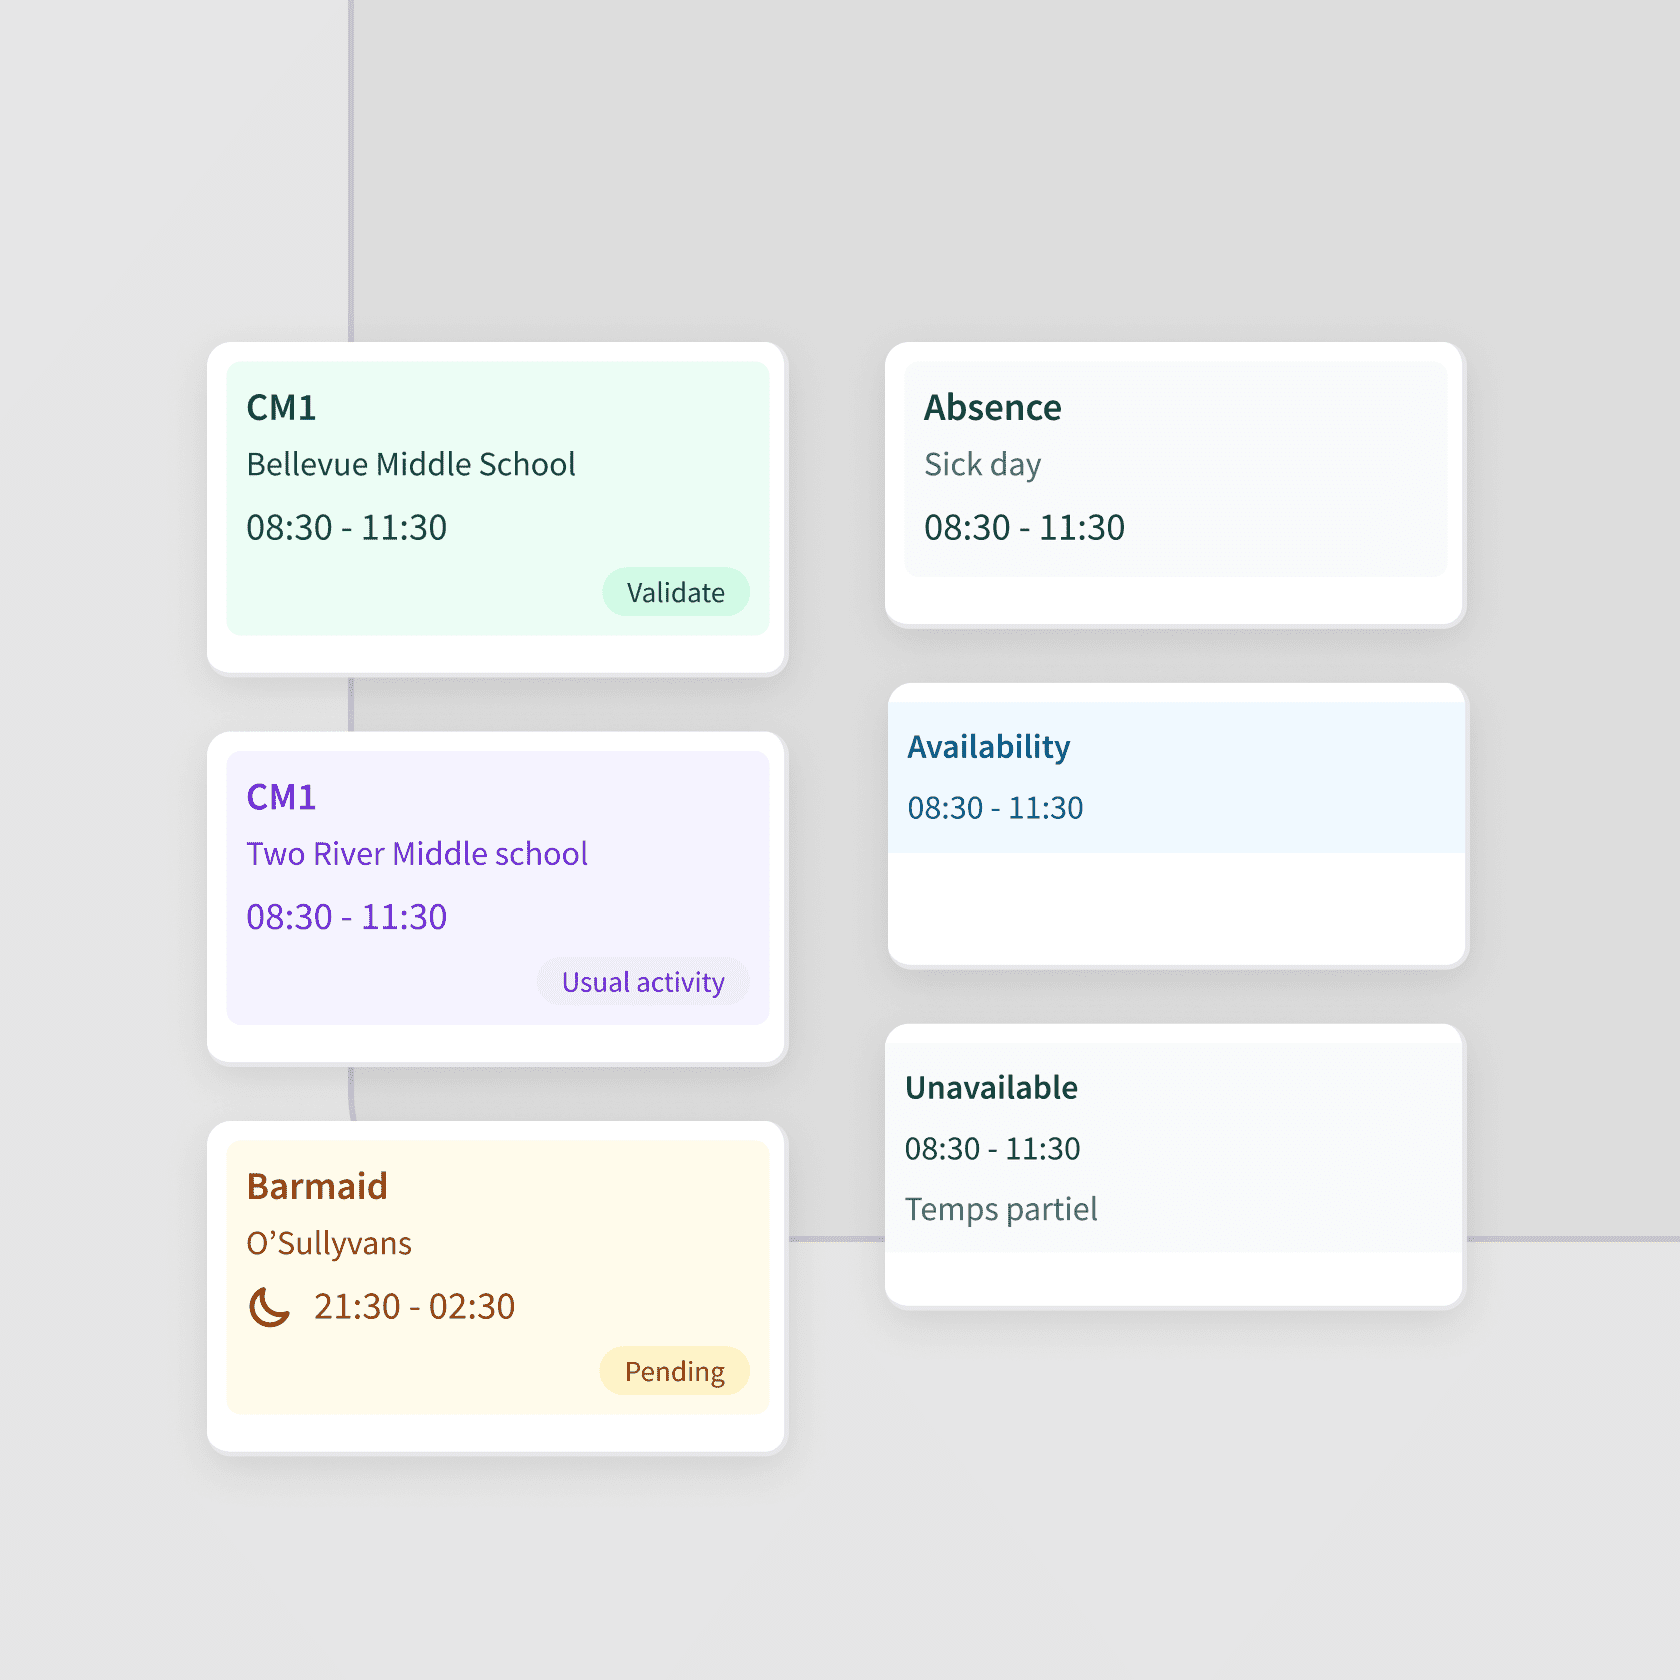 CM1
Bellevue Middle School
08:30 - 11:30
Validate
CM1
Two River Middle school
08:30 - 11:30
Usual activity
Barmaid
O’Sullyvans
21:30 - 02:30
Pending
Absence
Sick day
08:30 - 11:30
Availability
08:30 - 11:30
Unavailable
08:30 - 11:30
Temps partiel